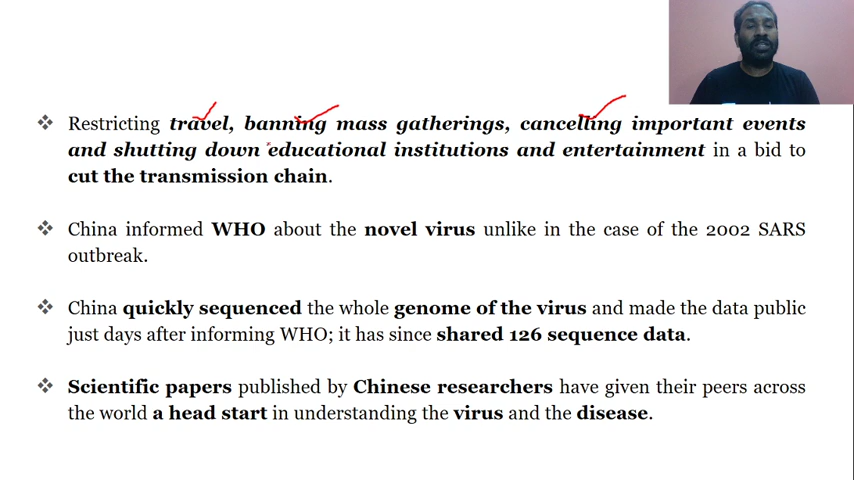 Restricting travel, banning mass gatherings, cancelling important events
and shutting down educational institutions and entertainment in a bid to
cut the transmission chain.
China informed WHO about the novel virus unlike in the case of the 2002 SARS
outbreak.
China quickly sequenced the whole genome of the virus and made the data public
just days after informing WHO; it has since shared 126 sequence data.
Scientific papers published by Chinese researchers have given their peers across
the world a head start in understanding the virus and the disease.